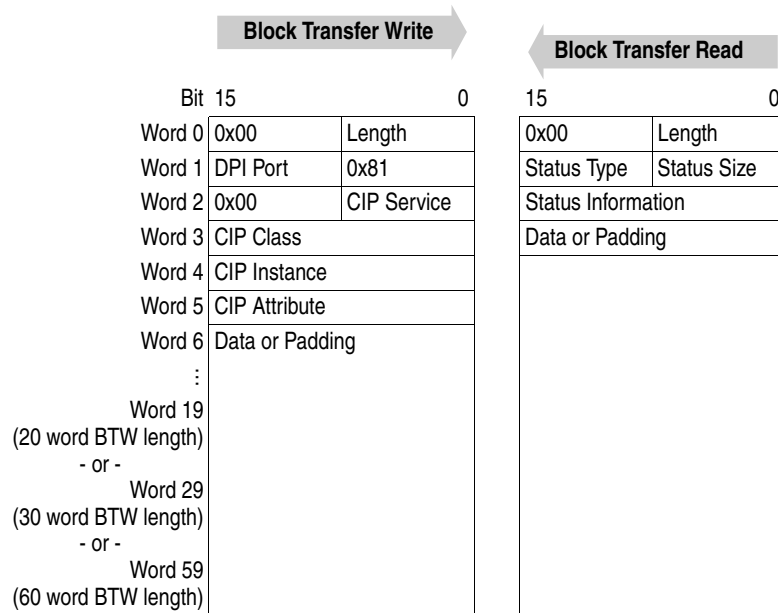 Block Transfer Write
Block Transfer Read
Bit 15 0 15 0
Word 0 0x00 Length 0x00 Length
Word 1 DPI Port 0x81 Status Type Status Size
Word 2 0x00 CIP Service Status Information
Word 3 CIP Class Data or Padding
Word 4 CIP Instance
Word 5 CIP Attribute
Word 6 Data or Padding
...
Word 19
(20 word BTW length)
- or -
Word 29
(30 word BTW length)
- or -
Word 59
(60 word BTW length)